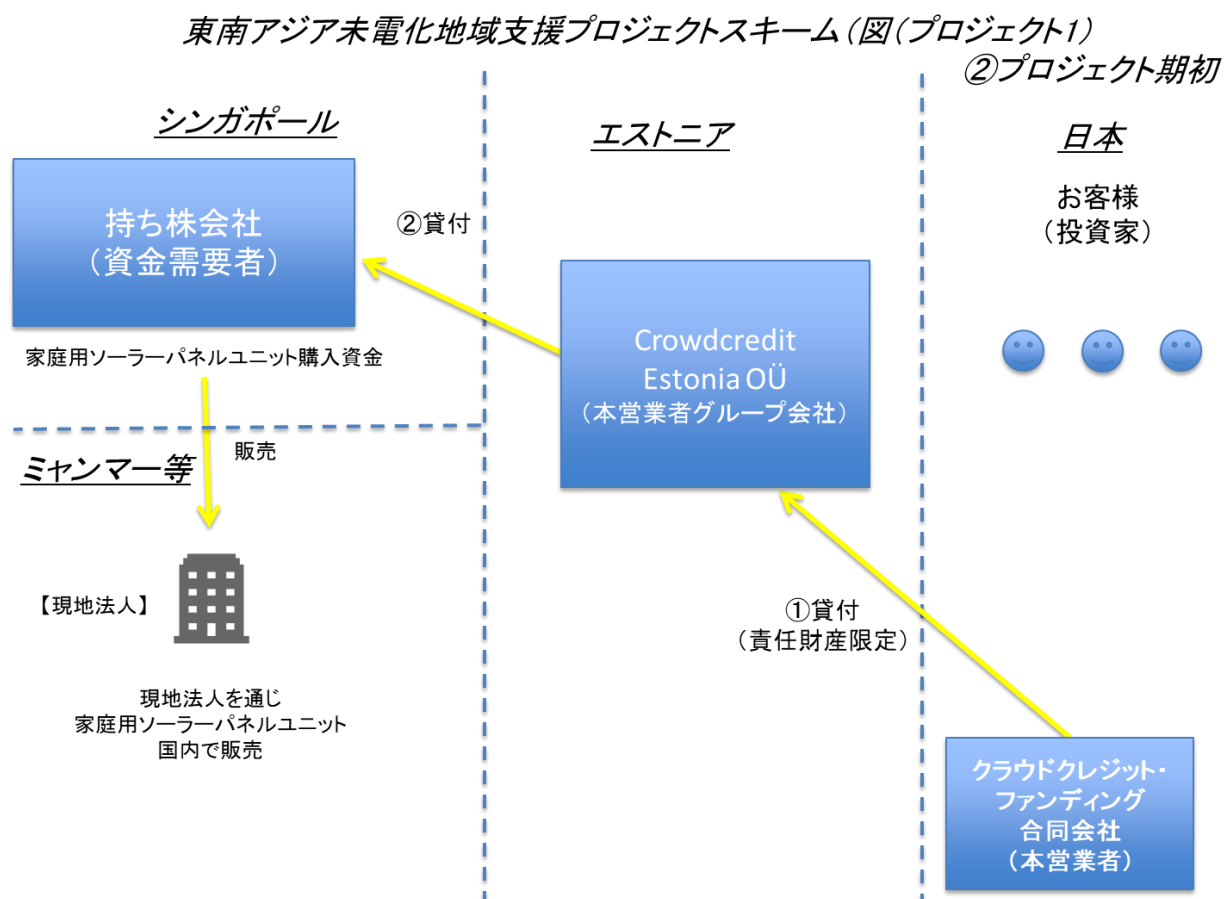 東南アジア未電化地域支援プロジェクトスキーム（図（プロジェクト1）
②プロジェクト期初
シンガポール
持ち株会社
（資金需要者）
家庭用ソーラーパネルユニット購入資金
販売
ミャンマー等
【現地法人】
現地法人を通じ
家庭用ソーラーパネルユニット
国内で販売
②貸付
エストニア
Crowdcredit
Estonia OÜ
（本営業者グループ会社）
①貸付
（責任財産限定）
日本
お客様
（投資家）
クラウドクレジット・
ファンディング
合同会社
（本営業者）